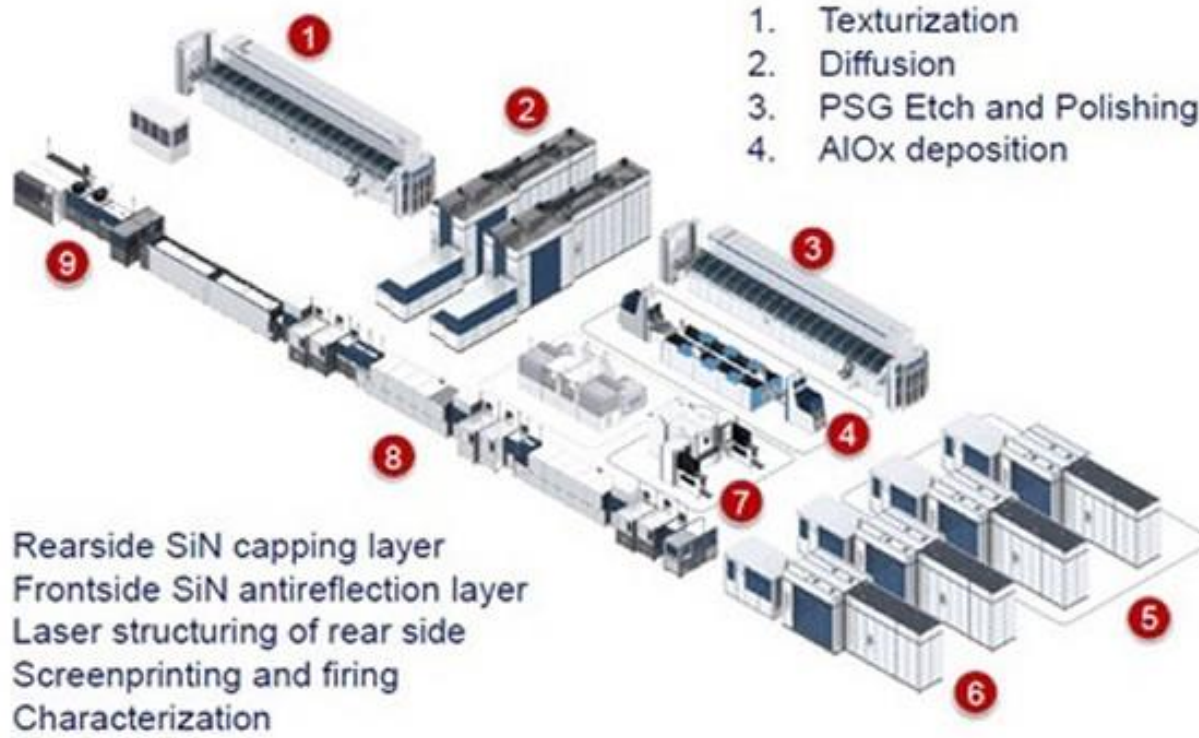 1. Texturization
2. Diffusion
3. PSG Etch and Polishing
4. AlOx deposition
1
2
3
9
4
8
7
5
6
Rearside SiN capping layer
Frontside SiN antireflection layer
Laser structuring of rear side
Screenprinting and firing
Characterization